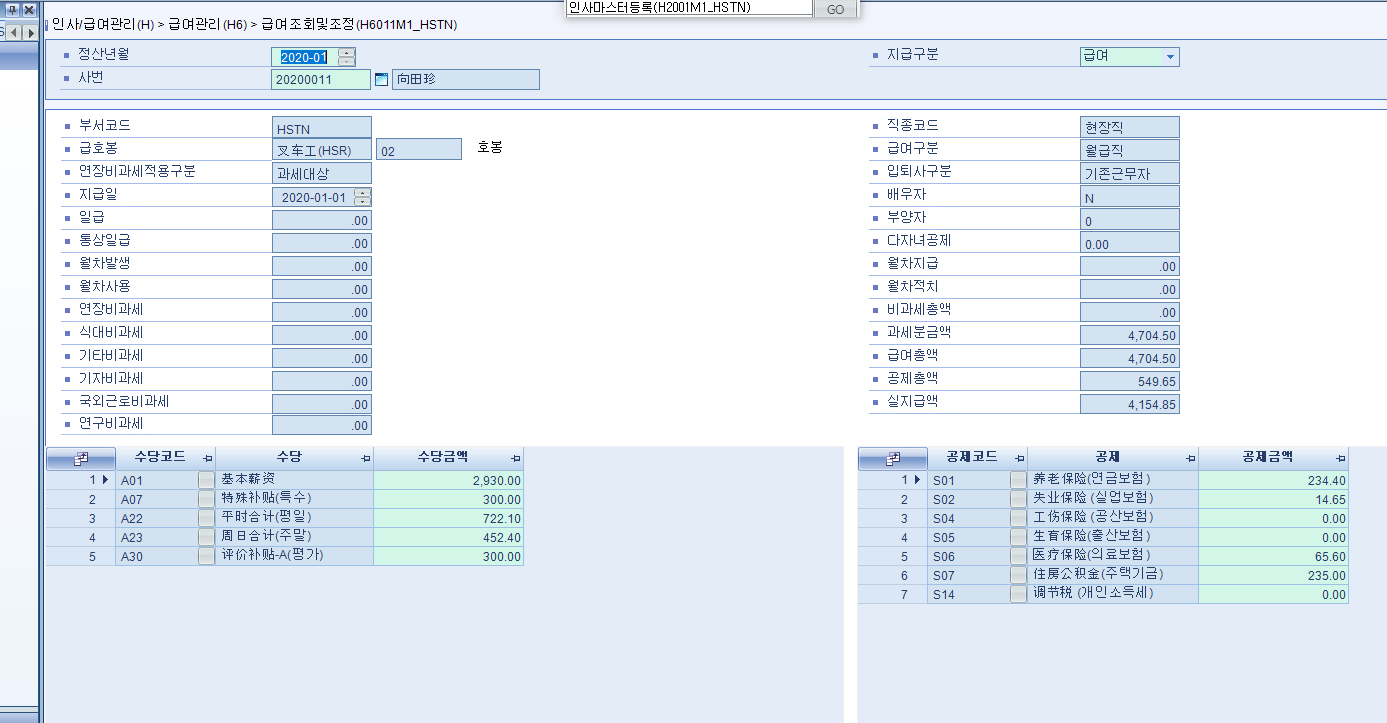 인사마스터등록(H2001M1_HSTN) GO
인사/급여관리(H) > 급여관리(H6) > 급여조회및조정(H6011M1_HSTN)
정산년월 2020-01 지급구분 급여
사번 20200011 向田珍
부서코드 HSTN 직종코드 현장직
급호봉 叉车工(HSR) 02 호봉 급여구분 월급직
연장비과세적용구분 과세대상 입퇴사구분 기존근무자
지급일 2020-01-01 배우자 N
일급 .00 부양자 0
통상일급 .00 다자녀공제 0.00
월차발생 .00 월차지급 .00
월차사용 .00 월차적치 .00
연장비과세 .00 비과세총액 .00
식대비과세 .00 과세분금액 4,704.50
기타비과세 .00 급여총액 4,704.50
기자비과세 .00 공제총액 549.65
국외근로비과세 .00 실지급액 4,154.85
연구비과세 .00
수당코드 수당 수당금액
1 A01 基本薪资 2,930.00
2 A07 特殊补贴(특수) 300.00
3 A22 平时合计(평일) 722.10
4 A23 周日合计(주말) 452.40
5 A30 评价补贴-A(평가) 300.00
공제코드 공제 공제금액
1 S01 养老保险(연금보험) 234.40
2 S02 失业保险(실업보험) 14.65
3 S04 工伤保险 (공산보험) 0.00
4 S05 生育保险(출산보험) 0.00
5 S06 医疗保险(의료보험) 65.60
6 S07 住房公积金(주택기금) 235.00
7 S14 调节税 (개인소득세) 0.00